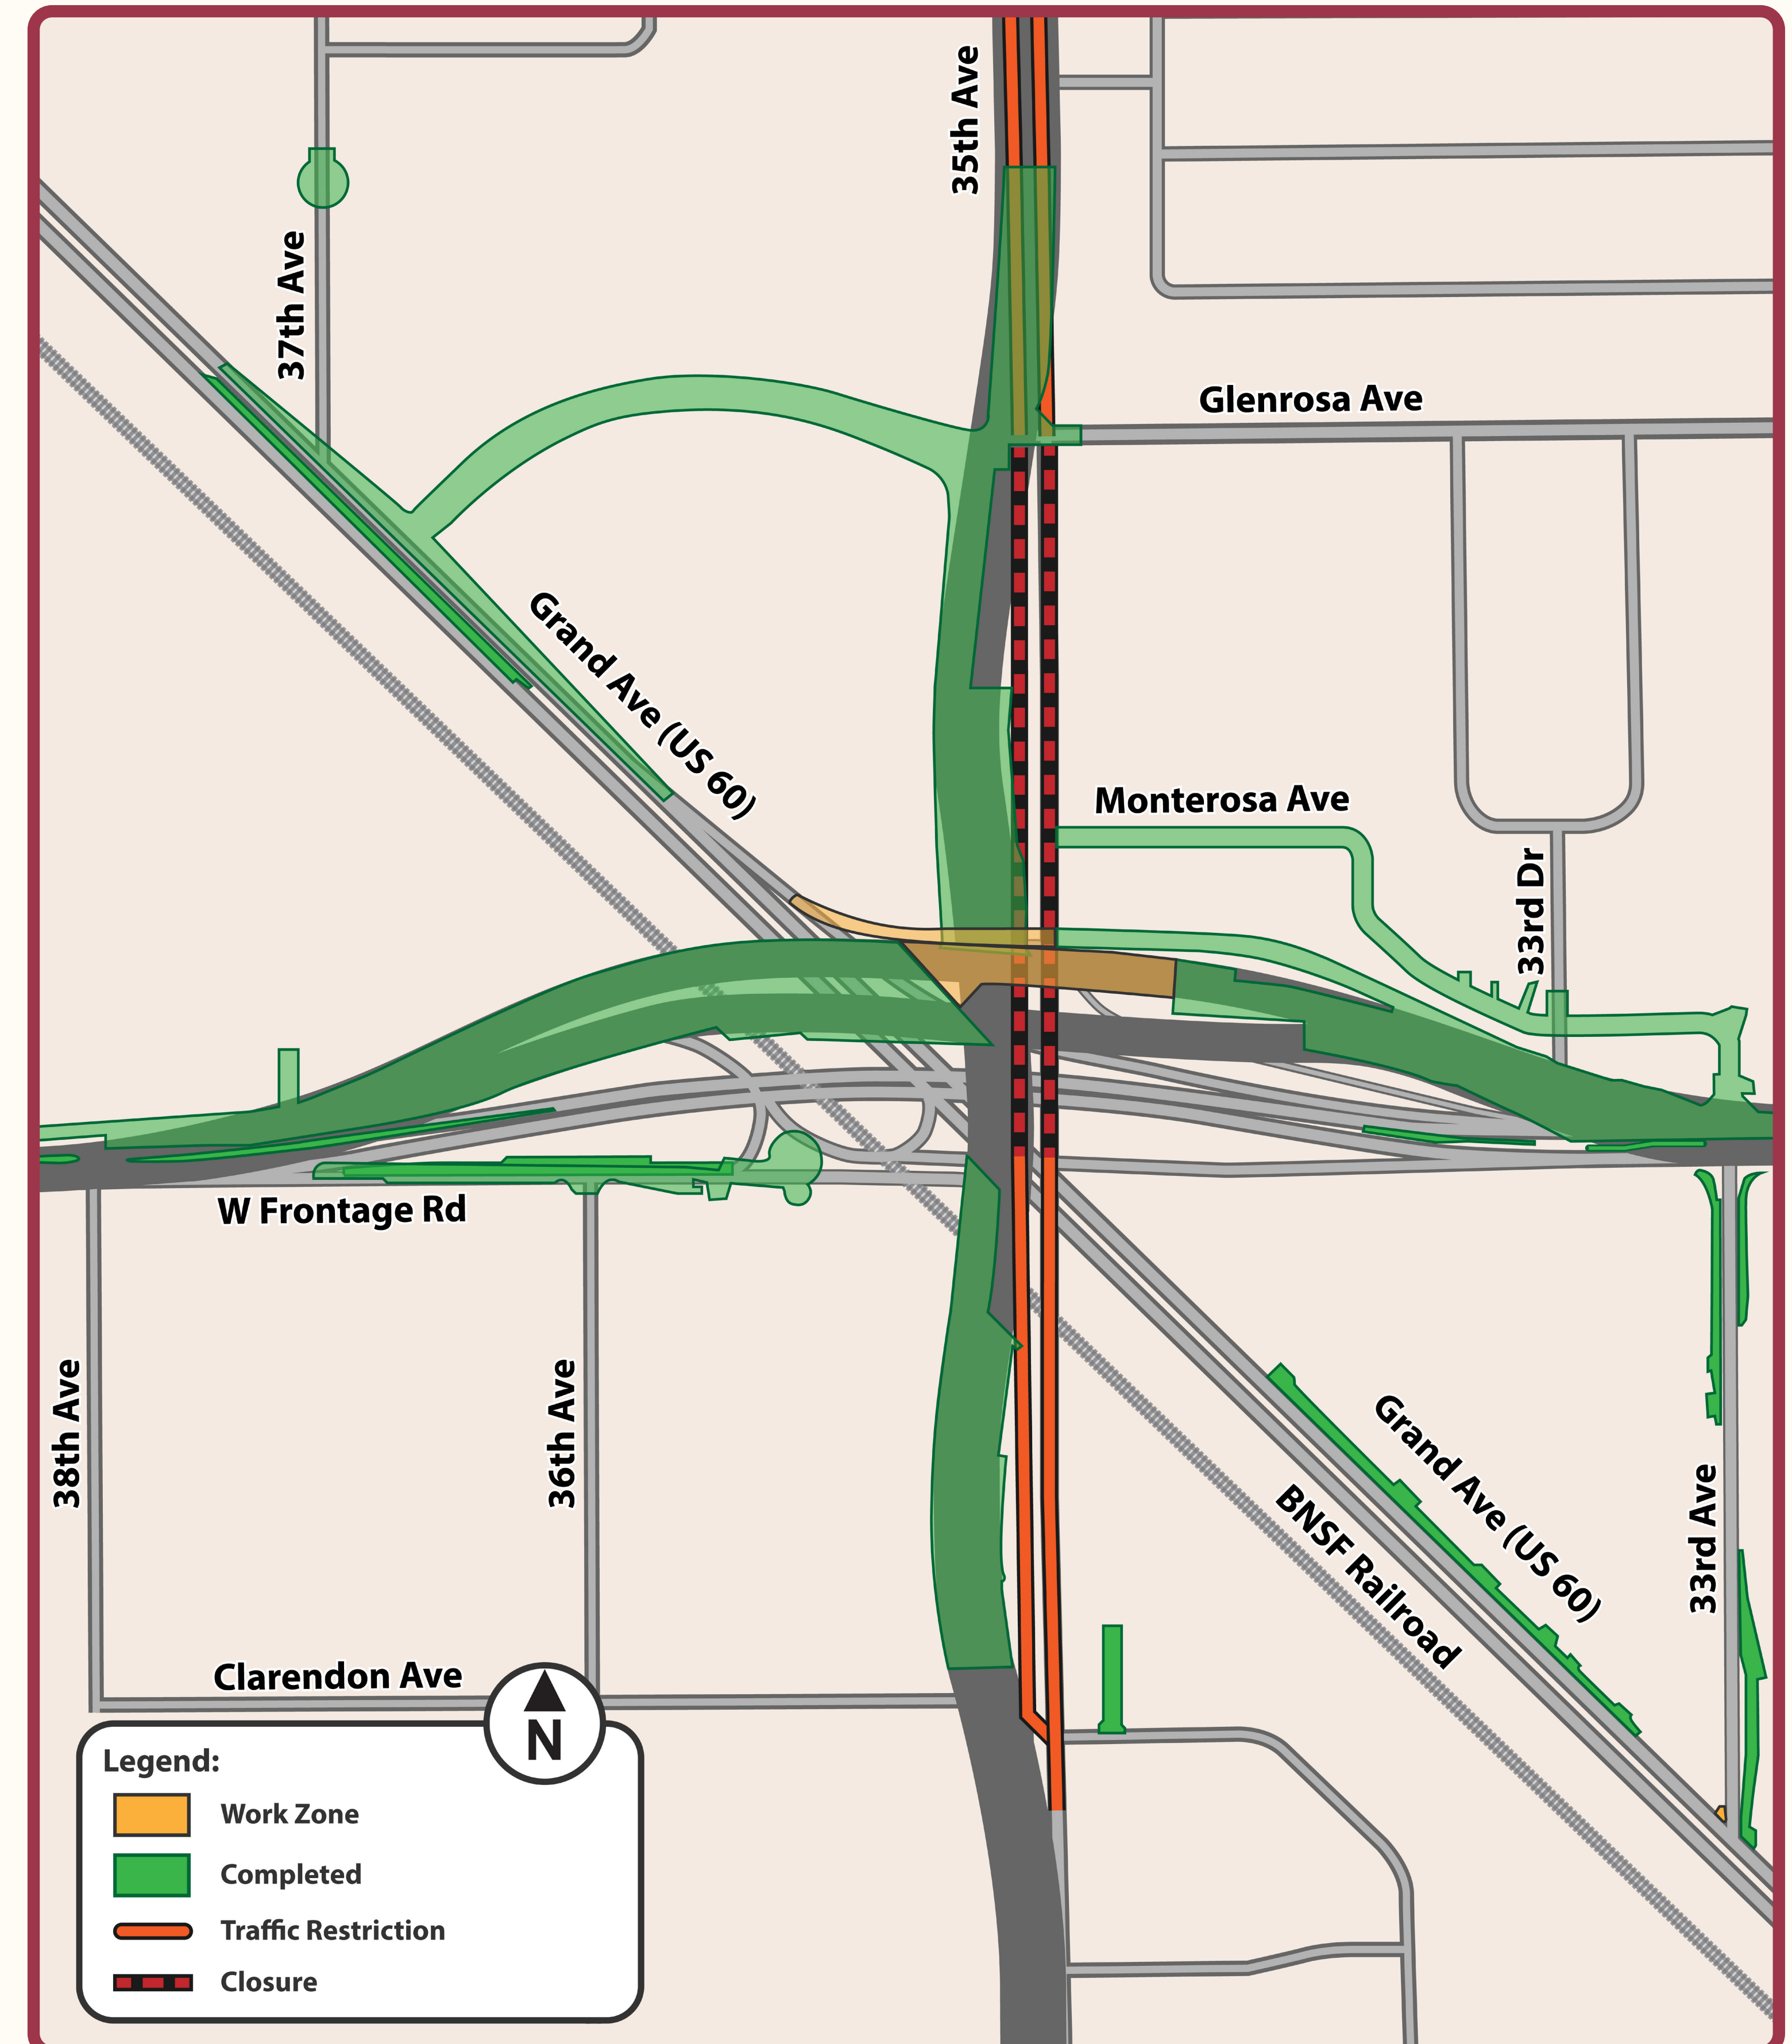 35th Ave
37th Ave
Glenrosa Ave
Grand Ave (US 60)
Monterosa Ave
33rd Dr
W Frontage Rd
38th Ave
36th Ave
Grand Ave (US 60)
BNSF Railroad
33rd Ave
Clarendon Ave
N
Legend:
Work Zone
Completed
Traffic Restriction
Closure